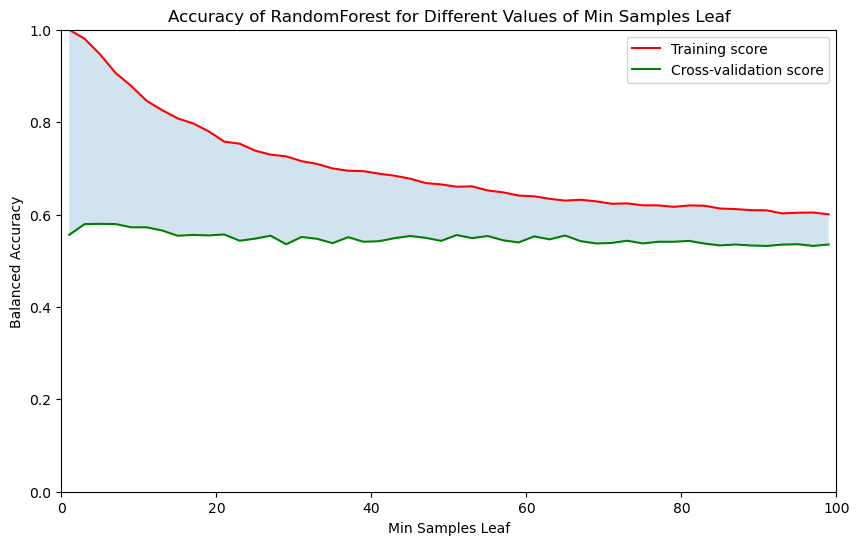 Accuracy of RandomForest for Different Values of Min Samples Leaf
Training score
Cross-validation score
Balanced Accuracy
1.0
0.8
0.6
0.4
0.2
0.0
0
20
40
60
80
100
Min Samples Leaf